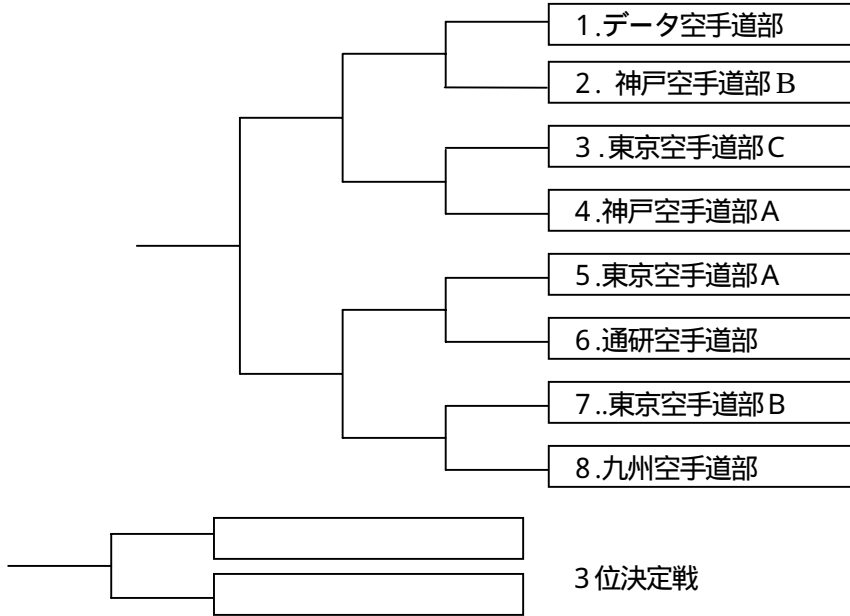 1.データ空手道部
2. 神戸空手道部B
3.東京空手道部C
4.神戸空手道部A
5.東京空手道部A
6.通研空手道部
7..東京空手道部B
8.九州空手道部
3位決定戦